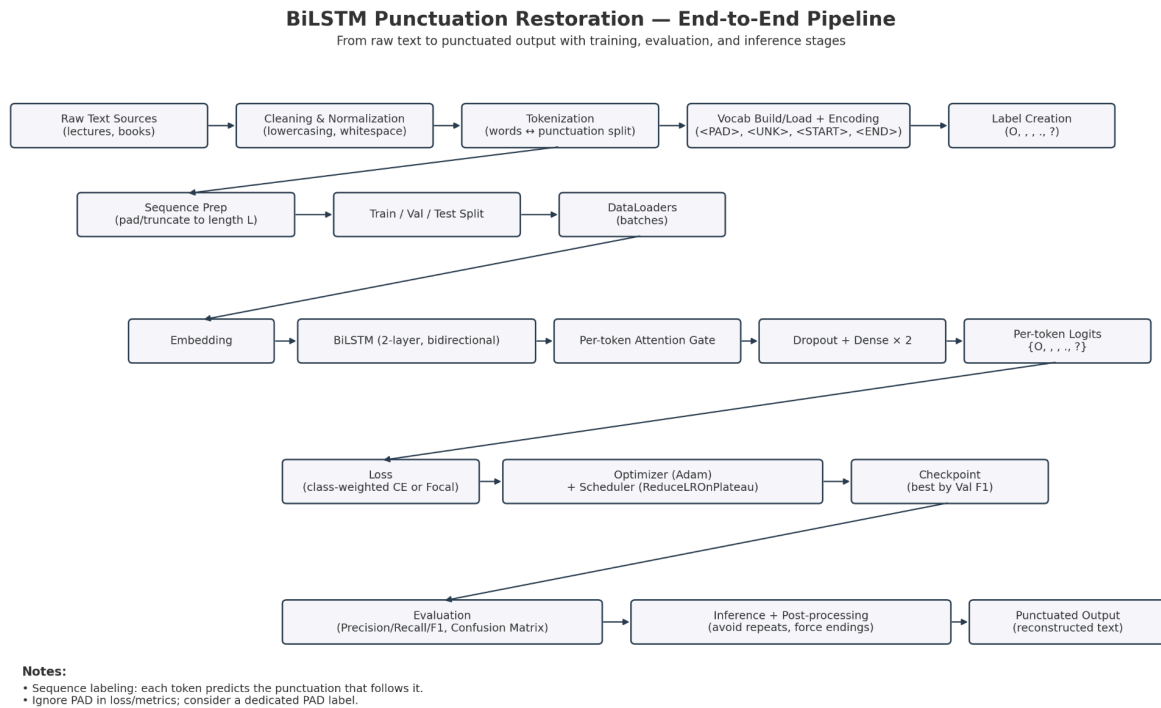 BiLSTM Punctuation Restoration — End-to-End Pipeline
From raw text to punctuated output with training, evaluation, and inference stages
Raw Text Sources
(lectures, books)
Cleaning & Normalization
(lowercasing, whitespace)
Tokenization
(words ↔ punctuation split)
Vocab Build/Load + Encoding
(<PAD>, <UNK>, <START>, <END>)
Label Creation
(O, , , ., ?)
Sequence Prep
(pad/truncate to length L)
Train / Val / Test Split
DataLoaders
(batches)
Embedding
BiLSTM (2-layer, bidirectional)
Per-token Attention Gate
Dropout + Dense × 2
Per-token Logits
{O, , , ., ?}
Loss
(class-weighted CE or Focal)
Optimizer (Adam)
+ Scheduler (ReduceLROnPlateau)
Checkpoint
(best by Val F1)
Evaluation
(Precision/Recall/F1, Confusion Matrix)
Inference + Post-processing
(avoid repeats, force endings)
Punctuated Output
(reconstructed text)
Notes:
• Sequence labeling: each token predicts the punctuation that follows it.
• Ignore PAD in loss/metrics; consider a dedicated PAD label.